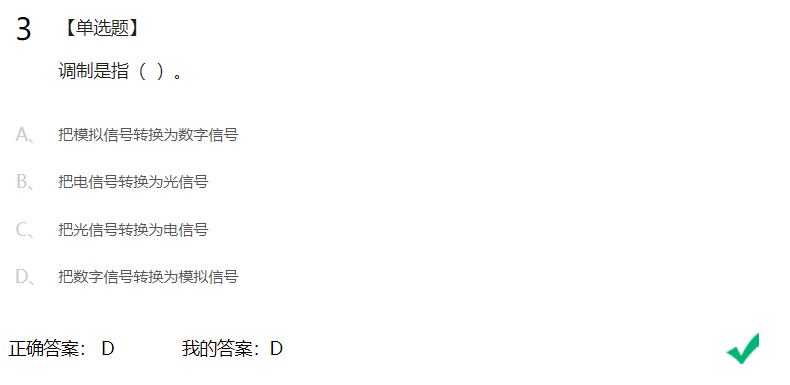 3 【单选题】
调制是指（ ）。
A、 把模拟信号转换为数字信号
B、 把电信号转换为光信号
C、 把光信号转换为电信号
D、 把数字信号转换为模拟信号
正确答案： D 我的答案：D